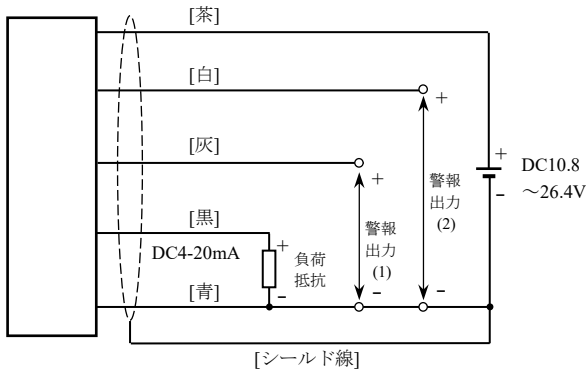 [茶]
[白]
+
[灰]
+
+
DC10.8
～26.4V
−
警報
出力
(2)
[黒]
DC4-20mA
+
負荷
抵抗
−
警報
出力
(1)
[青]
−
−
[シールド線]